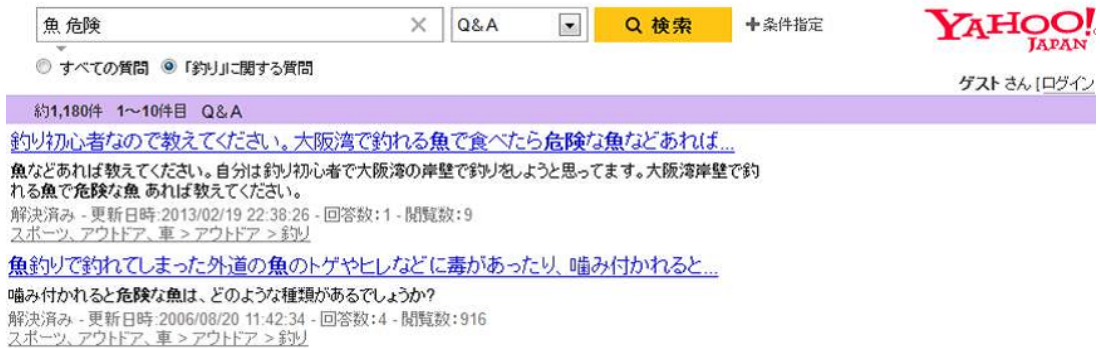 魚 危険
Q&A
検索
+条件指定
YAHOO!
JAPAN
すべての質問 「釣り」に関する質問
ゲストさん [ログイン
約1,180件 1～10件目 Q&A
釣り初心者なので教えてください。大阪湾で釣れる魚で食べたら危険な魚などあれば...
魚などあれば教えてください。自分は釣り初心者で大阪湾の岸壁で釣りをしようと思ってます。大阪湾岸壁で釣
れる魚で危険な魚 あれば教えてください。
解決済み - 更新日時:2013/02/19 22:38:26 - 回答数:1 - 閲覧数:9
スポーツ、アウトドア、車 > アウトドア > 釣り
魚釣りで釣れてしまった外道の魚のトゲやヒレなどに毒があったり、噛み付かれると...
噛み付かれると危険な魚は、どのような種類があるでしょうか?
解決済み - 更新日時:2006/08/20 11:42:34 - 回答数:4 - 閲覧数:916
スポーツ、アウトドア、車 > アウトドア > 釣り